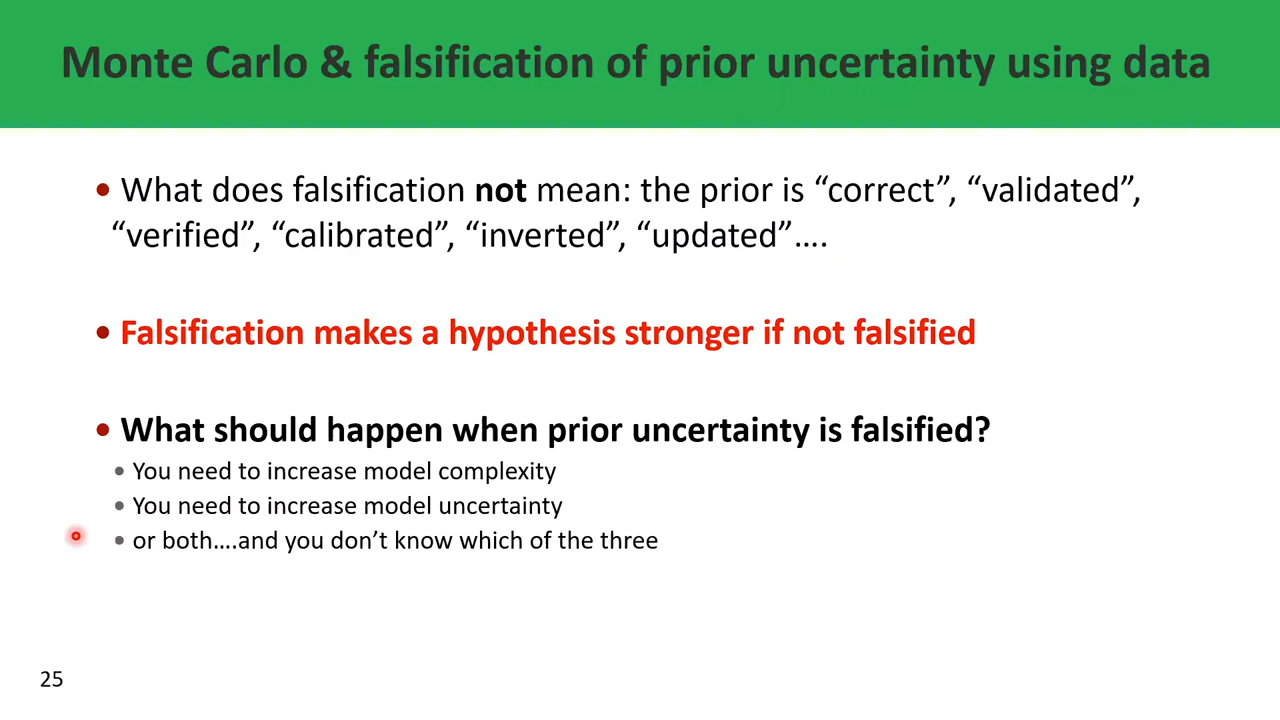 Monte Carlo & falsification of prior uncertainty using data
• What does falsification not mean: the prior is “correct”, “validated”,
“verified”, “calibrated”, “inverted”, “updated”….
• Falsification makes a hypothesis stronger if not falsified
• What should happen when prior uncertainty is falsified?
• You need to increase model complexity
• You need to increase model uncertainty
• or both….and you don’t know which of the three
25